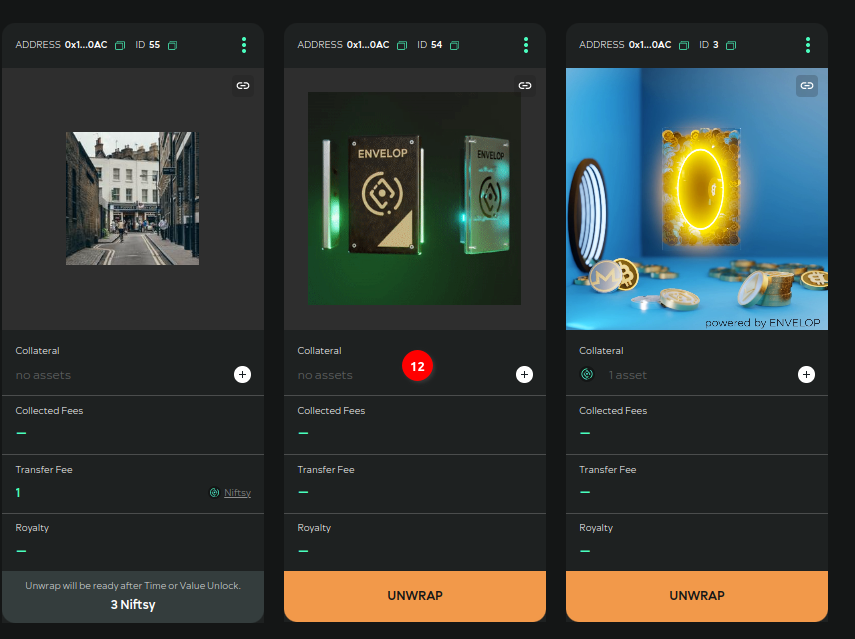 ADDRESS 0x1...0AC ID 55
no assets
Collateral
Collected Fees
–
Transfer Fee
1 Niftsy
Royalty
–
Unwrap will be ready after Time or Value Unlock.
3 Niftsy
ADDRESS 0x1...0AC ID 54
ENVELOP
ENVELOP
Collateral
no assets
12
Collected Fees
–
Transfer Fee
–
Royalty
–
UNWRAP
ADDRESS 0x1...0AC ID 3
powered by ENVELOP
Collateral
1 asset
Collected Fees
–
Transfer Fee
–
Royalty
–
UNWRAP